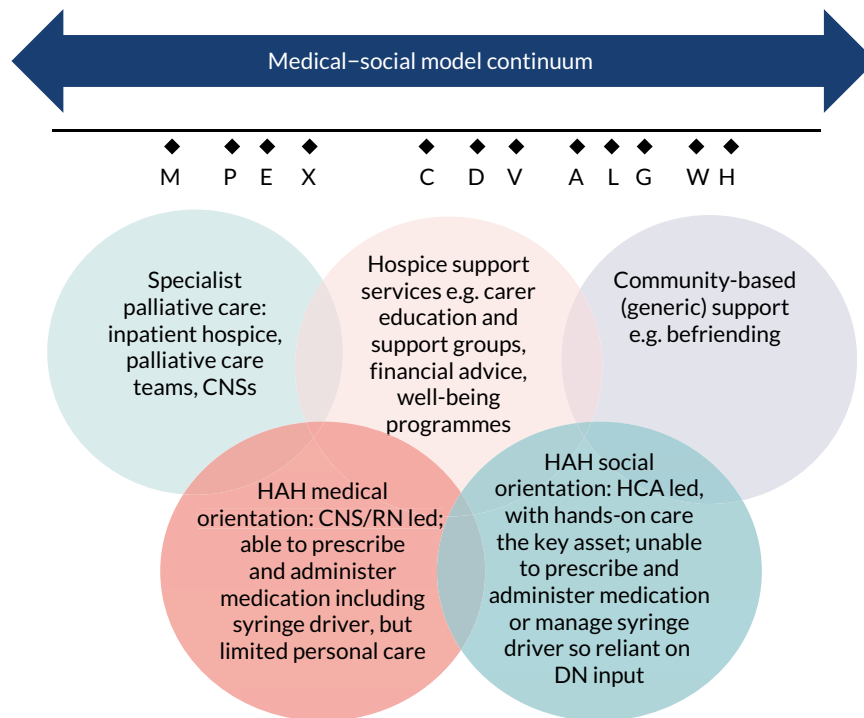 Medical−social model continuum
M P E X C D V A L G W H
Specialist
palliative care:
inpatient hospice,
palliative care
teams, CNSs
Hospice support
services e.g. carer
education and
support groups,
financial advice,
well-being
programmes
Community-based
(generic) support
e.g. befriending
HAH medical
orientation: CNS/RN led;
able to prescribe
and administer
medication including
syringe driver, but
limited personal care
HAH social
orientation: HCA led,
with hands-on care
the key asset; unable
to prescribe and
administer medication
or manage syringe
driver so reliant on
DN input